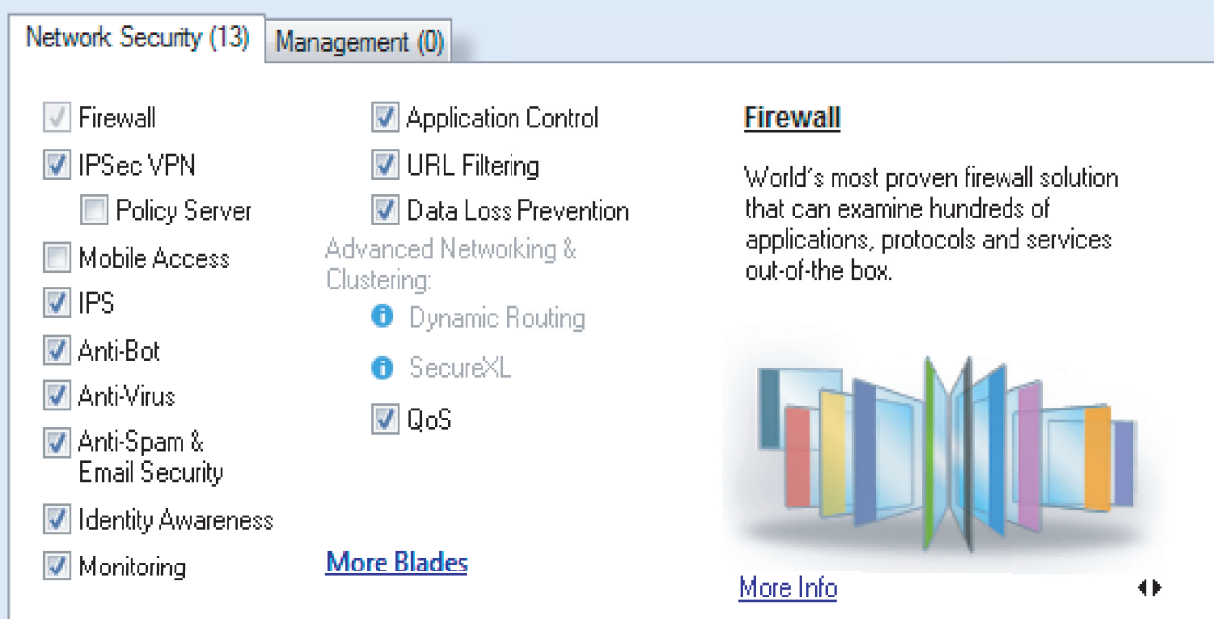 Network Security (13)
Management (0)
Firewall
IPSec VPN
Policy Server
Mobile Access
IPS
Anti-Bot
Anti-Virus
Anti-Spam &
Email Security
Identity Awareness
Monitoring
Application Control
URL Filtering
Data Loss Prevention
Advanced Networking &
Clustering:
Dynamic Routing
SecureXL
QoS
More Blades
Firewall
World's most proven firewall solution
that can examine hundreds of
applications, protocols and services
out-of-the box.
More Info